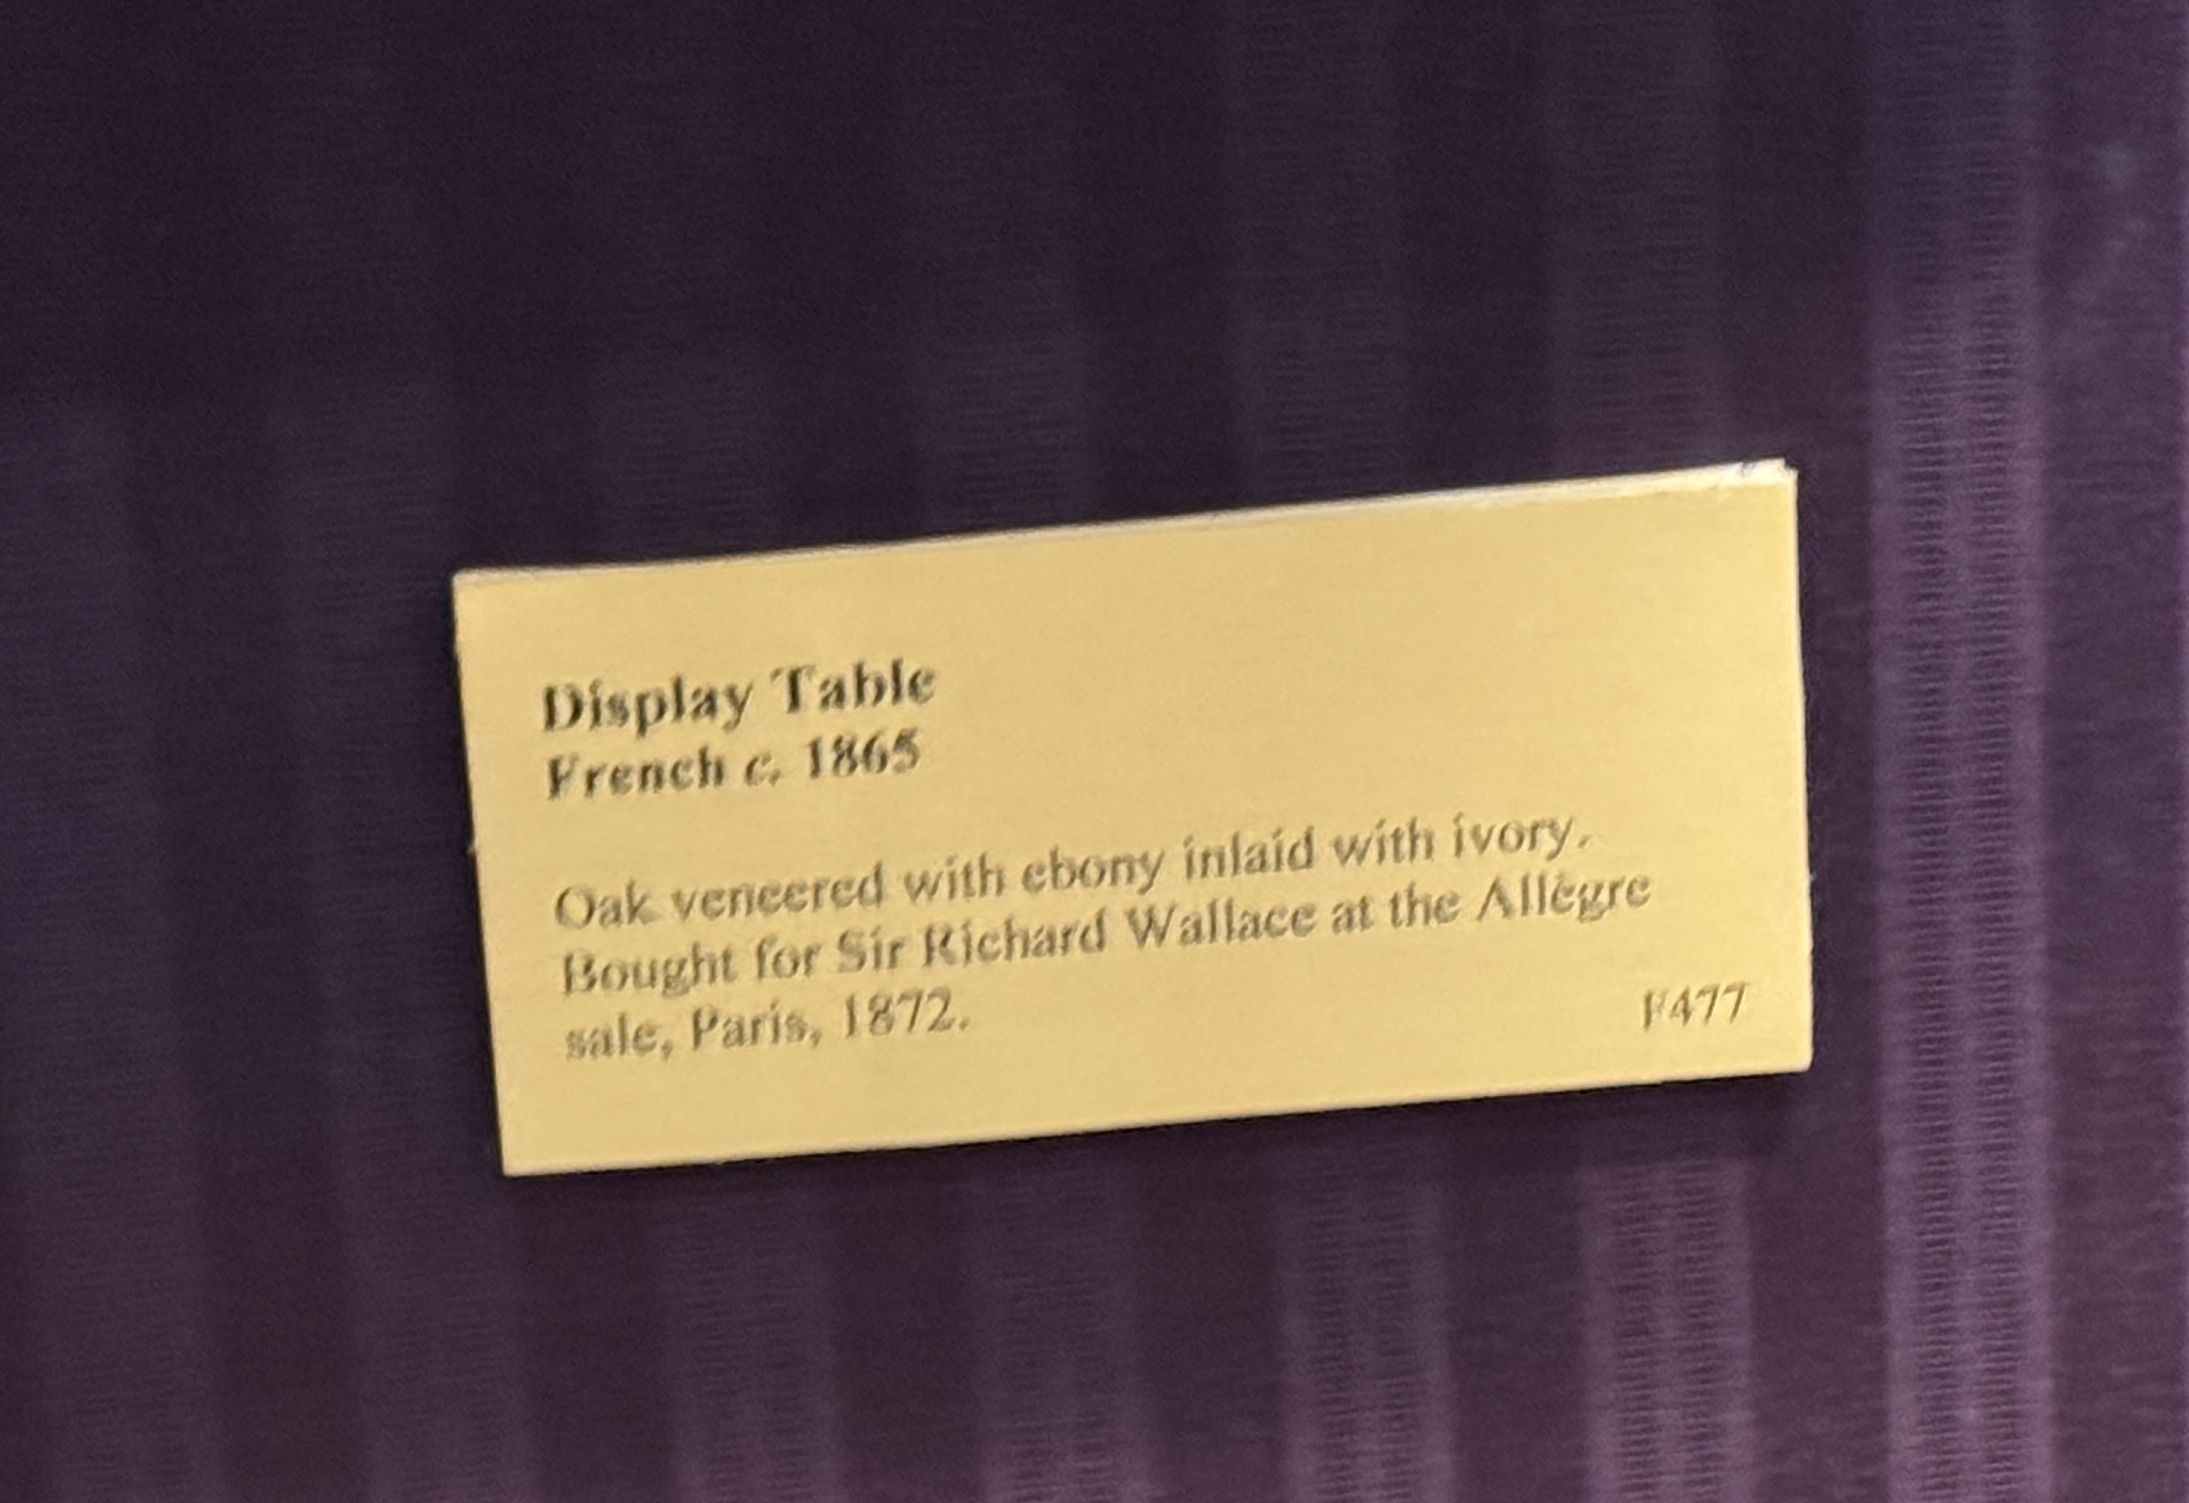 Display Table
French c. 1865
Oak veneered with ebony inlaid with ivory.
Bought for Sir Richard Wallace at the Allègre
sale, Paris, 1872.
F477